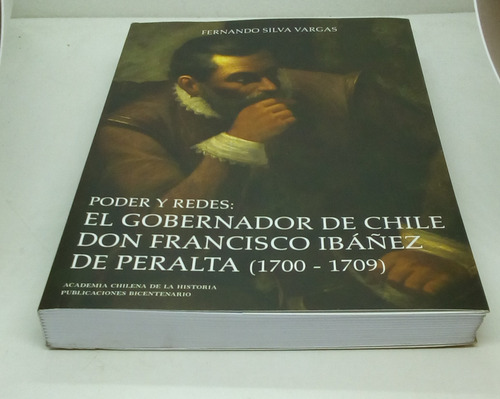 FERNANDO SILVA VARGAS
PODER Y REDES:
EL GOBERNADOR DE CHILE
DON FRANCISCO IBÁÑEZ
DE PERALTA (1700 - 1709)
ACADEMIA CHILENA DE LA HISTORIA
PUBLICACIONES BICENTENARIO